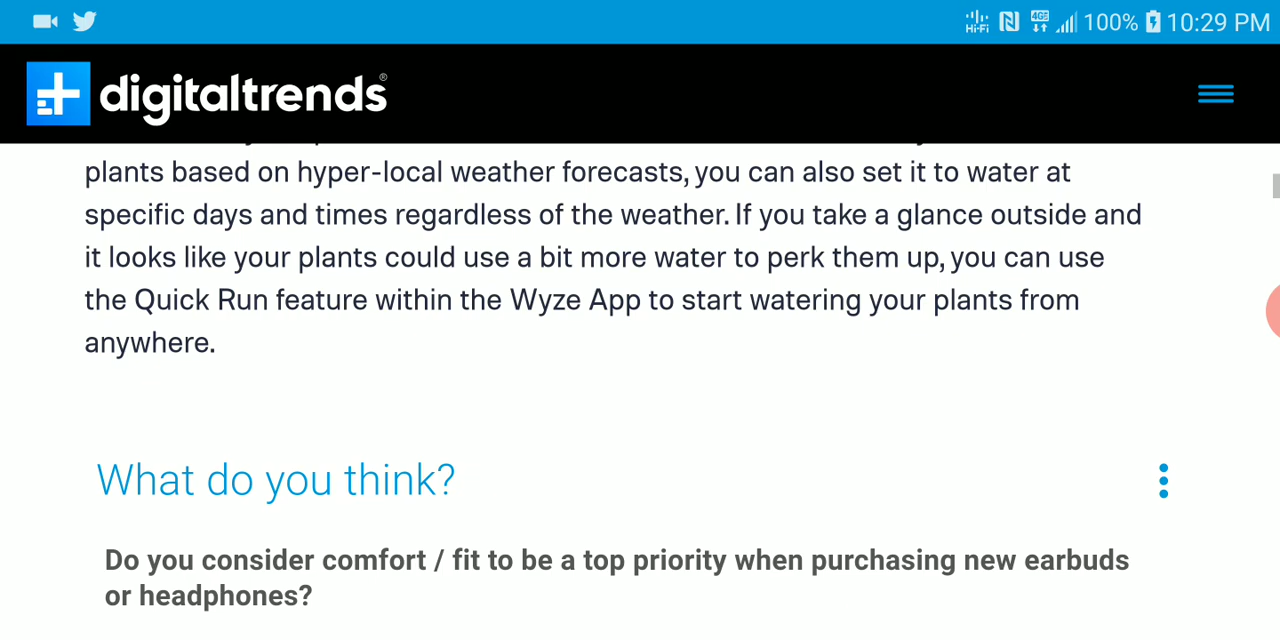 Hi-Fi 4GE 100% 10:29 PM
digitaltrends®
plants based on hyper-local weather forecasts, you can also set it to water at
specific days and times regardless of the weather. If you take a glance outside and
it looks like your plants could use a bit more water to perk them up, you can use
the Quick Run feature within the Wyze App to start watering your plants from
anywhere.
What do you think?
Do you consider comfort / fit to be a top priority when purchasing new earbuds
or headphones?